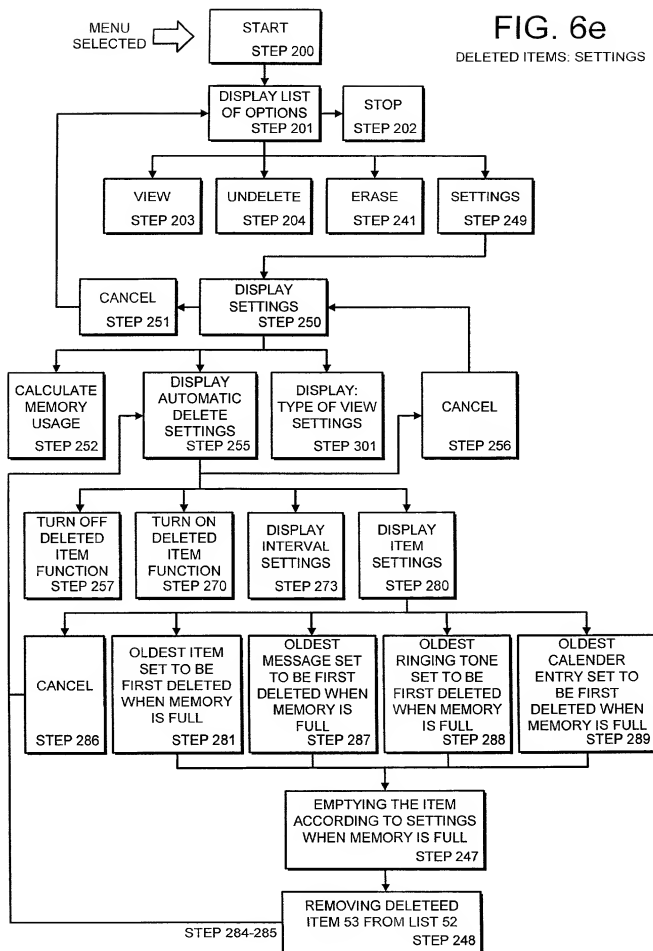 FIG. 6e
DELETED ITEMS: SETTINGS
MENU
SELECTED
START
STEP 200
DISPLAY LIST
OF OPTIONS
STEP 201
STOP
STEP 202
VIEW
STEP 203
UNDELETE
STEP 204
ERASE
STEP 241
SETTINGS
STEP 249
CANCEL
STEP 251
DISPLAY
SETTINGS
STEP 250
CALCULATE
MEMORY
USAGE
STEP 252
DISPLAY
AUTOMATIC
DELETE
SETTINGS
STEP 255
DISPLAY:
TYPE OF VIEW
SETTINGS
STEP 301
CANCEL
STEP 256
TURN OFF
DELETED
ITEM
FUNCTION
STEP 257
TURN ON
DELETED
ITEM
FUNCTION
STEP 270
DISPLAY
INTERVAL
SETTINGS
STEP 273
DISPLAY
ITEM
SETTINGS
STEP 280
CANCEL
STEP 286
OLDEST ITEM
SET TO BE
FIRST DELETED
WHEN MEMORY
IS FULL
STEP 281
OLDEST
MESSAGE SET
TO BE FIRST
DELETED WHEN
MEMORY IS
FULL
STEP 287
OLDEST
RINGING TONE
SET TO BE
FIRST DELETED
WHEN MEMORY
IS FULL
STEP 288
OLDEST
CALENDER
ENTRY SET TO
BE FIRST
DELETED WHEN
MEMORY IS FULL
STEP 289
EMPTYING THE ITEM
ACCORDING TO SETTINGS
WHEN MEMORY IS FULL
STEP 247
REMOVING DELETEED
ITEM 53 FROM LIST 52
STEP 248
STEP 284-285